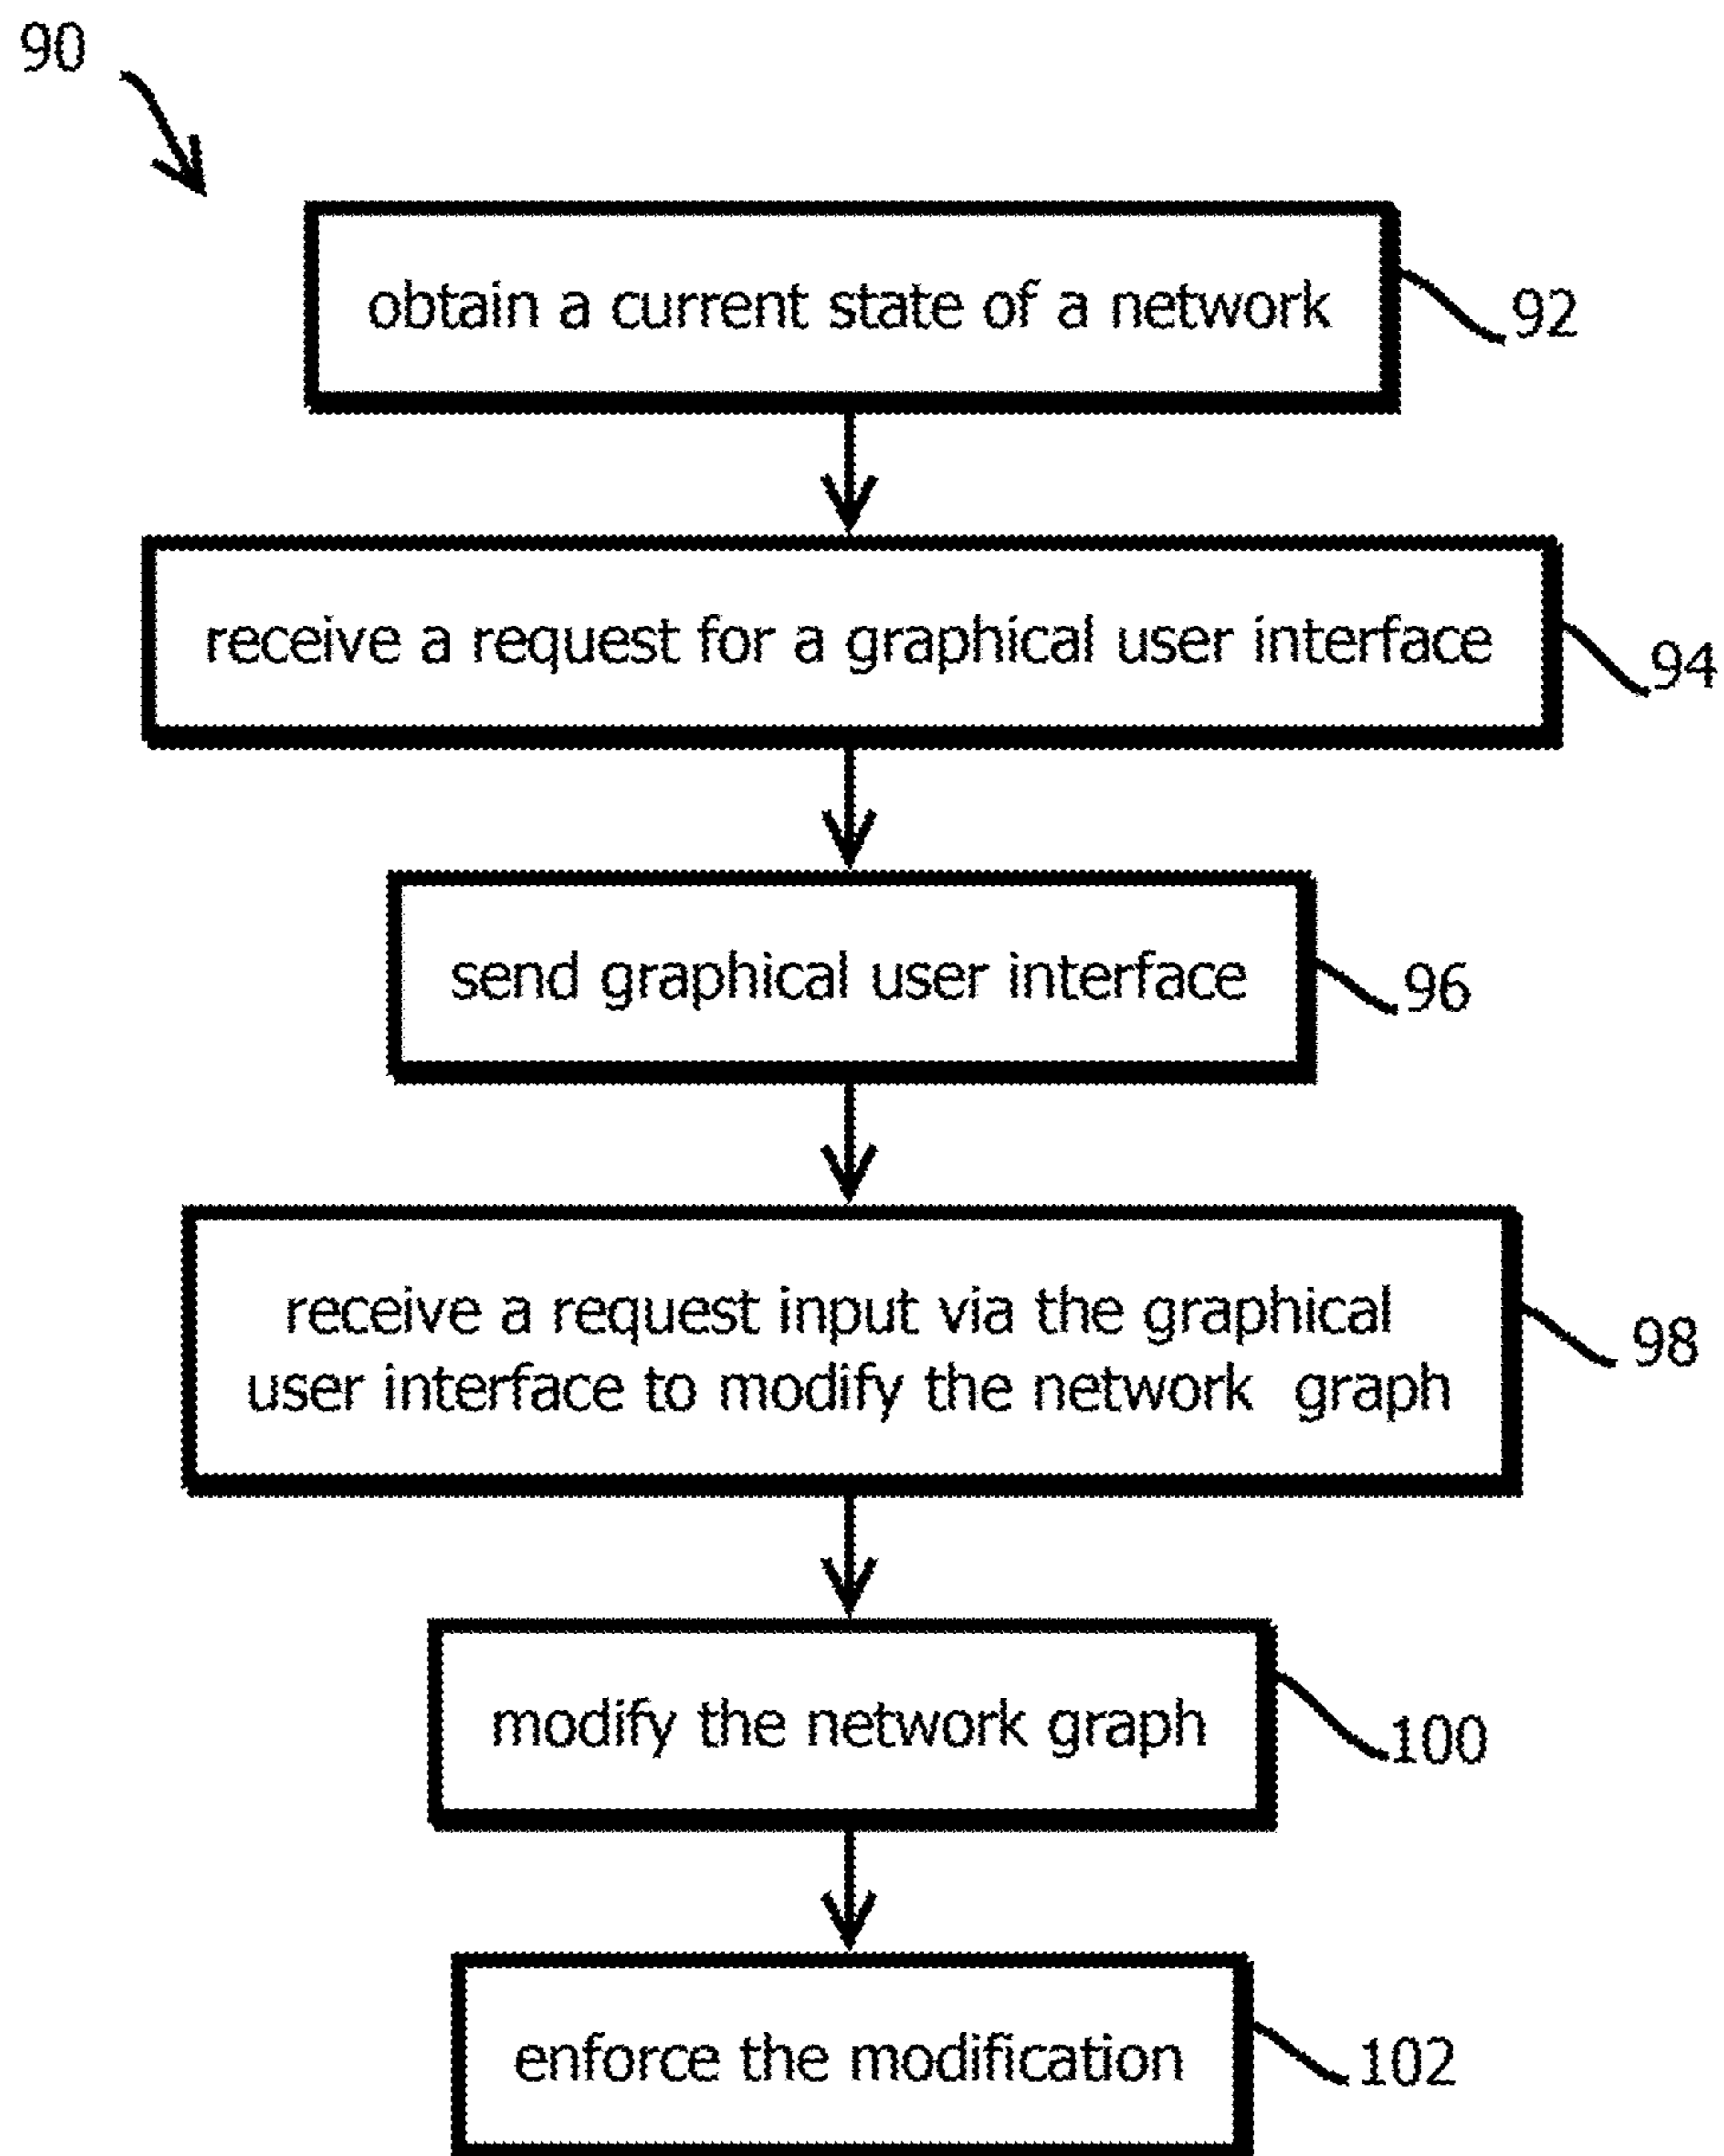 90
obtain a current state of a network
92
receive a request for a graphical user interface
94
send graphical user interface
96
receive a request input via the graphical
user interface to modify the network graph
98
modify the network graph
100
enforce the modification
102